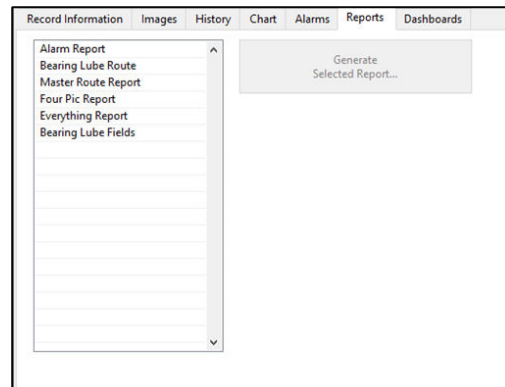 Record Information Images History Chart Alarms Reports Dashboards
Alarm Report
Bearing Lube Route
Master Route Report
Four Pic Report
Everything Report
Bearing Lube Fields
Generate
Selected Report...